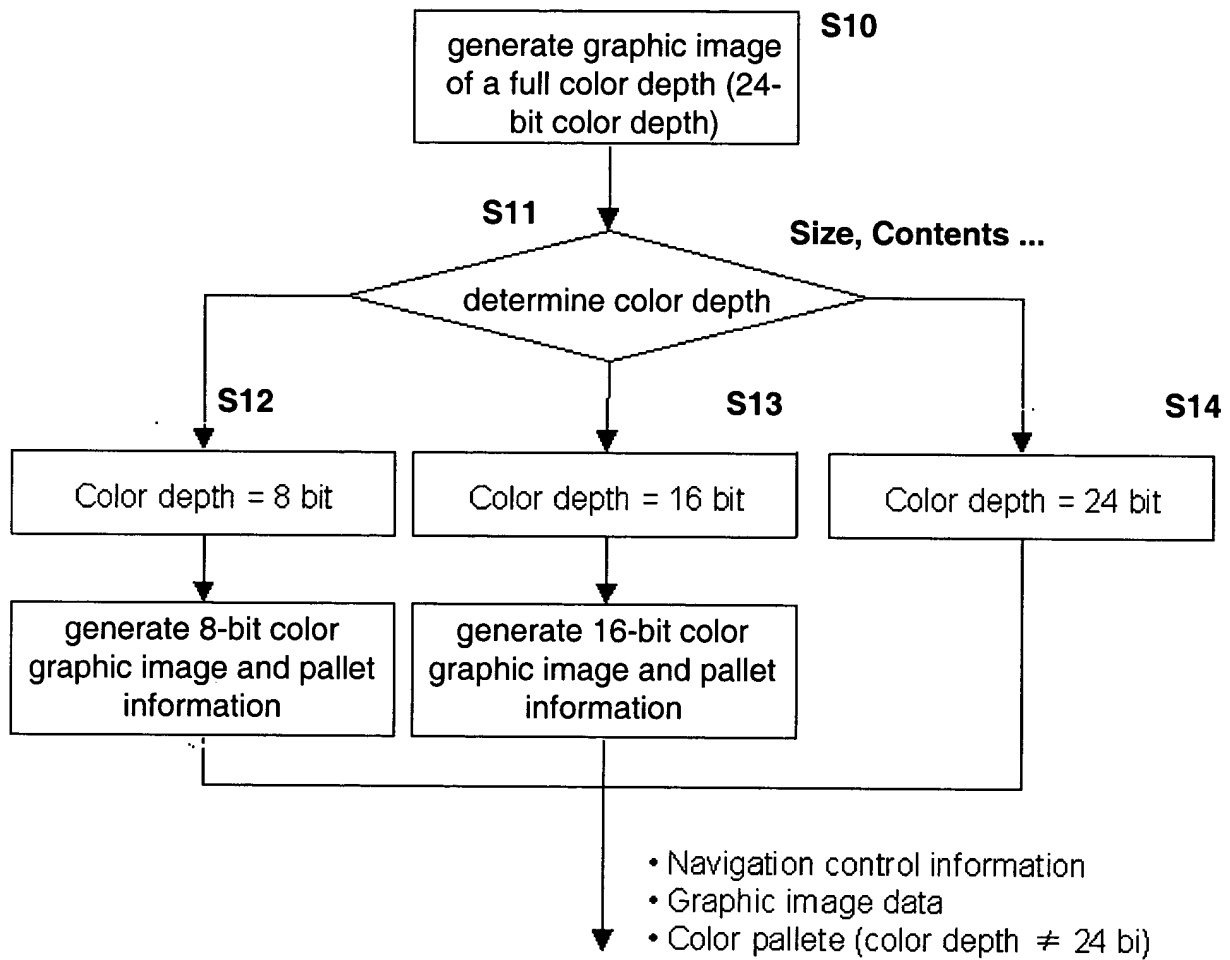 S10
generate graphic image
of a full color depth (24-
bit color depth)
S11
Size, Contents ...
determine color depth
S12
S13
S14
Color depth = 8 bit
Color depth = 16 bit
Color depth = 24 bit
generate 8-bit color
graphic image and pallet
information
generate 16-bit color
graphic image and pallet
information
• Navigation control information
• Graphic image data
• Color pallete (color depth ≠ 24 bi)